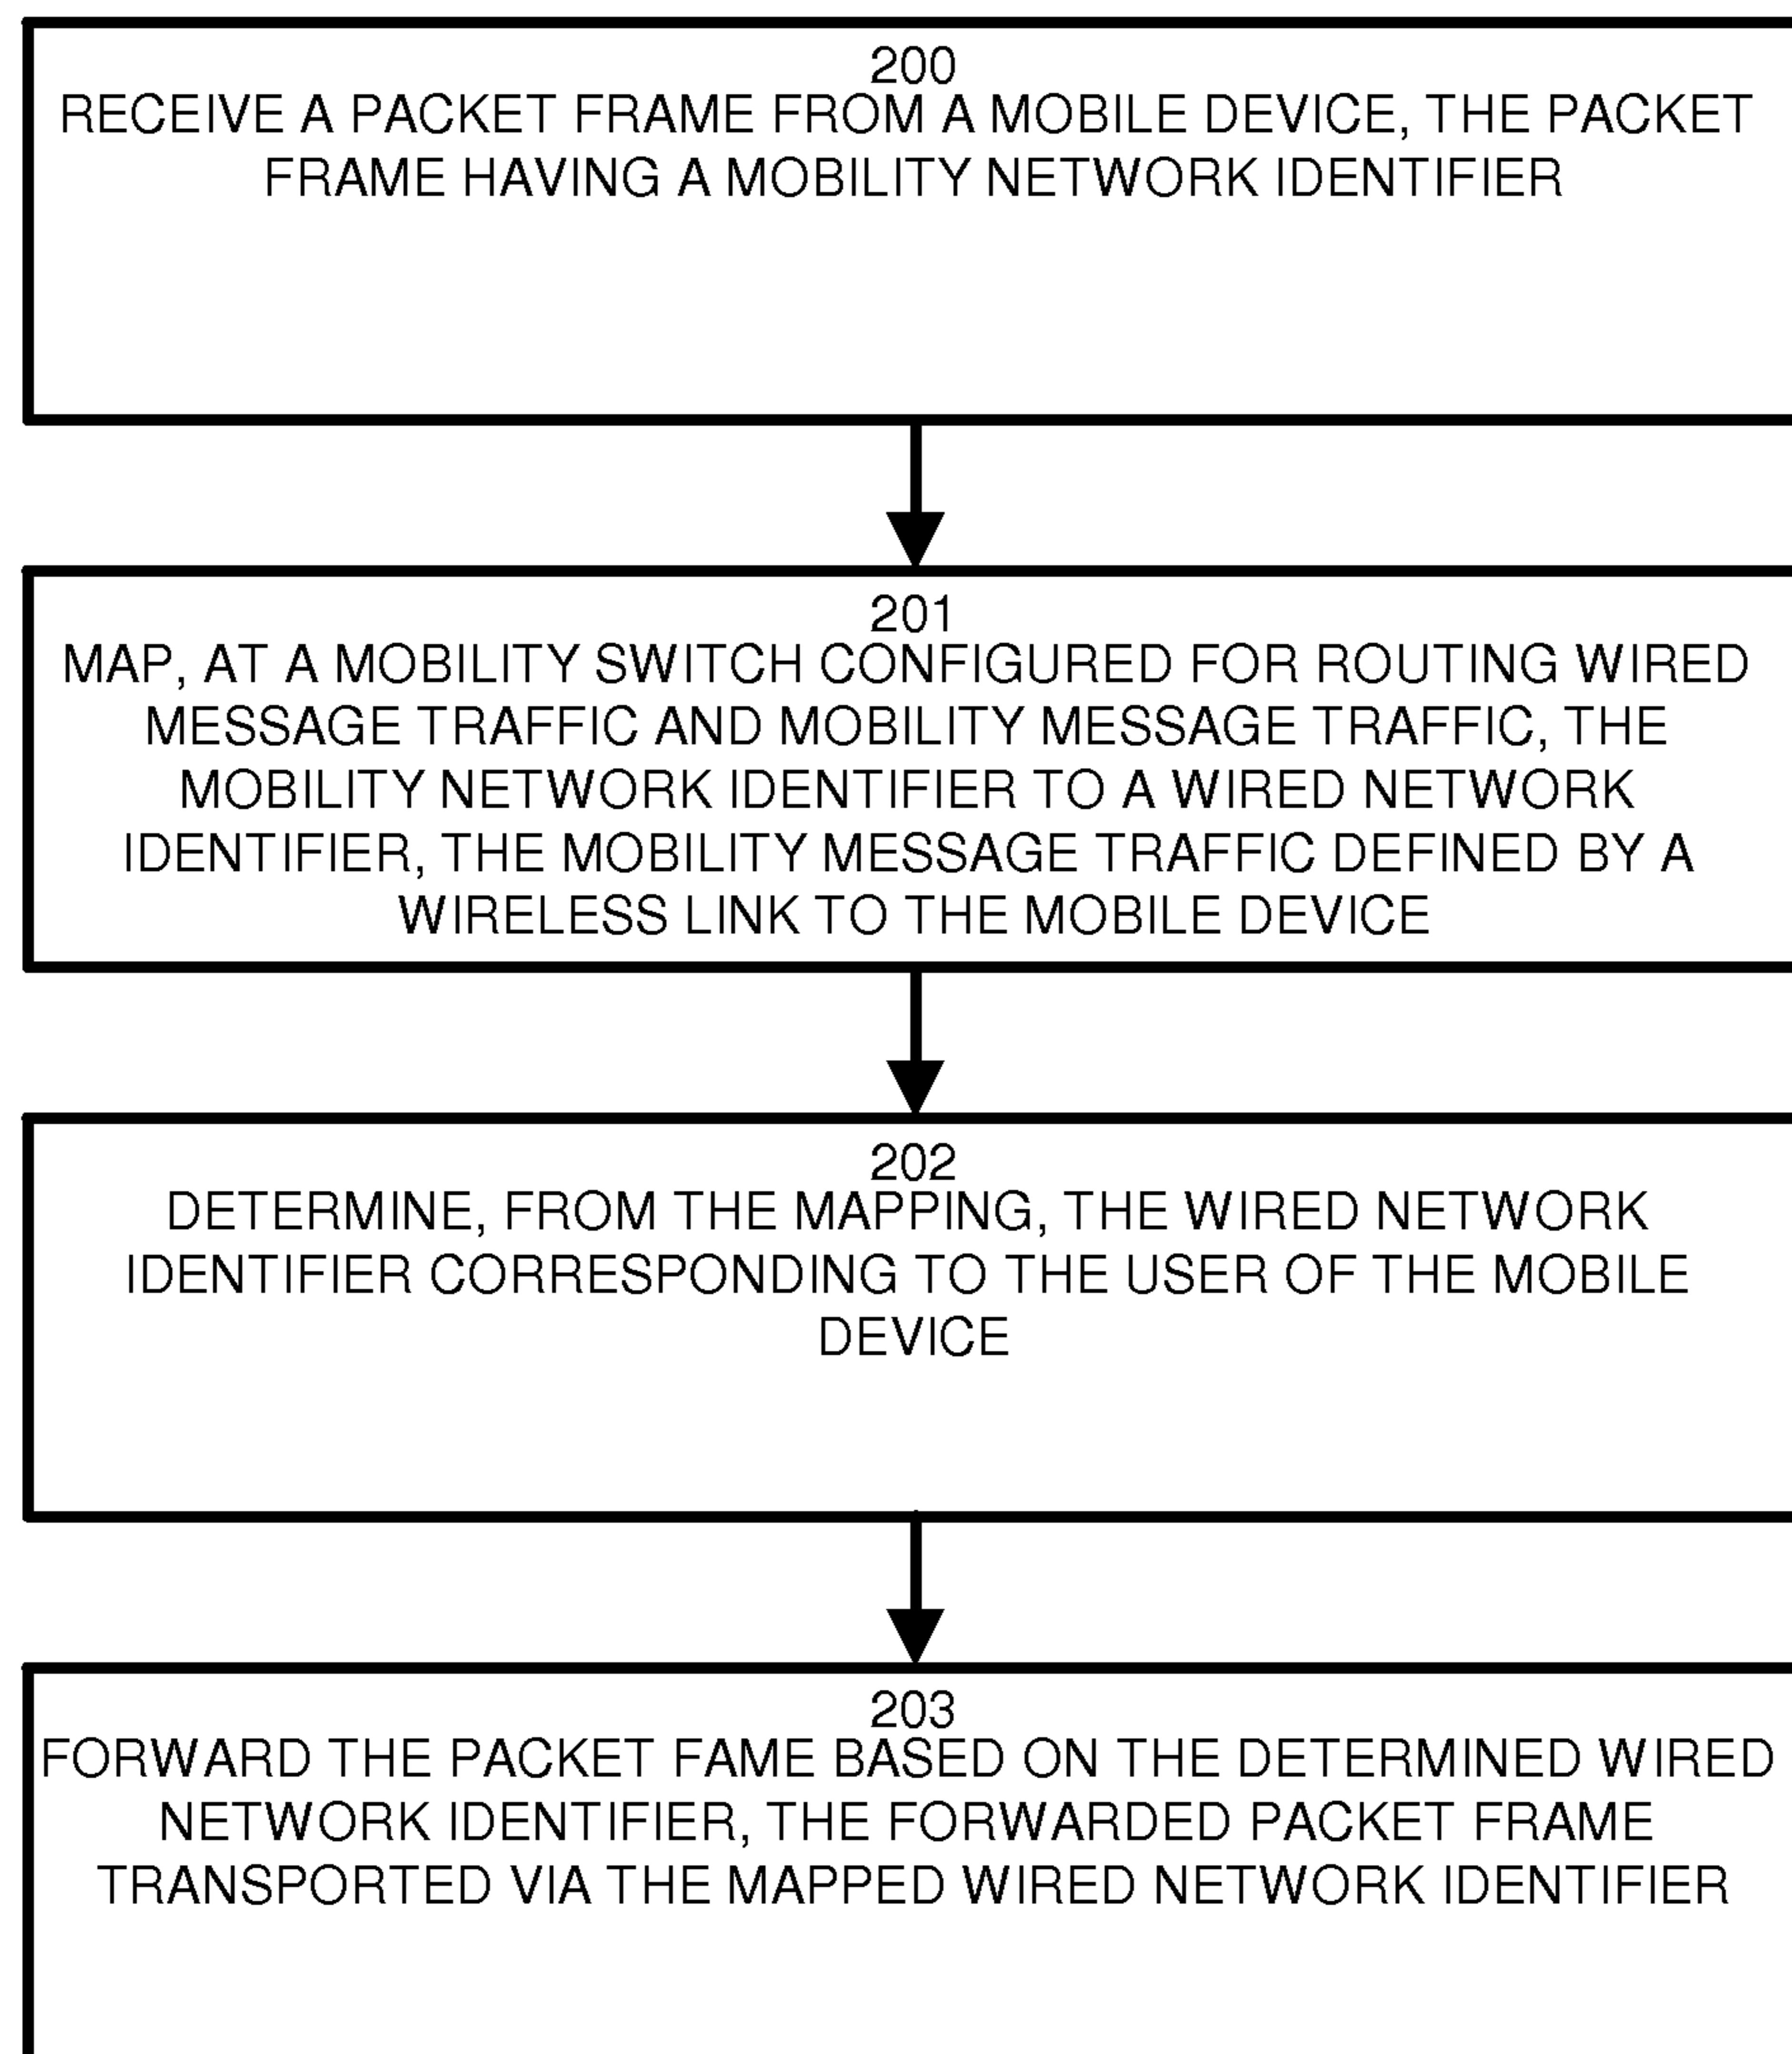 200
RECEIVE A PACKET FRAME FROM A MOBILE DEVICE, THE PACKET
FRAME HAVING A MOBILITY NETWORK IDENTIFIER
201
MAP, AT A MOBILITY SWITCH CONFIGURED FOR ROUTING WIRED
MESSAGE TRAFFIC AND MOBILITY MESSAGE TRAFFIC, THE
MOBILITY NETWORK IDENTIFIER TO A WIRED NETWORK
IDENTIFIER, THE MOBILITY MESSAGE TRAFFIC DEFINED BY A
WIRELESS LINK TO THE MOBILE DEVICE
202
DETERMINE, FROM THE MAPPING, THE WIRED NETWORK
IDENTIFIER CORRESPONDING TO THE USER OF THE MOBILE
DEVICE
203
FORWARD THE PACKET FAME BASED ON THE DETERMINED WIRED
NETWORK IDENTIFIER, THE FORWARDED PACKET FRAME
TRANSPORTED VIA THE MAPPED WIRED NETWORK IDENTIFIER